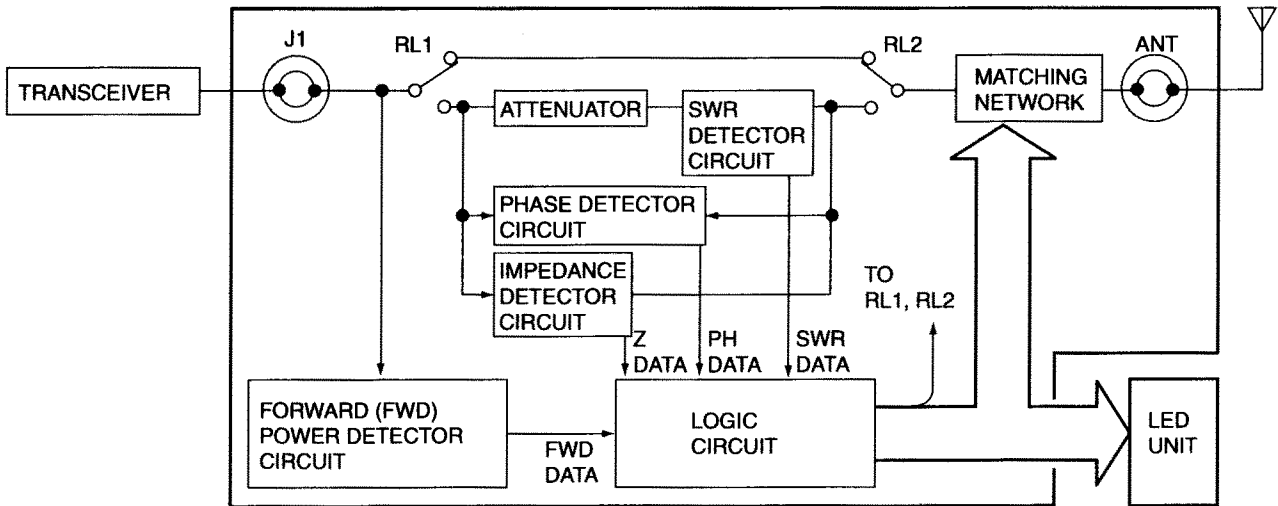 J1
RL1
RL2
ANT
TRANSCEIVER
ATTENUATOR
SWR
DETECTOR
CIRCUIT
MATCHING
NETWORK
PHASE DETECTOR
CIRCUIT
IMPEDANCE
DETECTOR
CIRCUIT
TO
RL1, RL2
Z
DATA
PH
DATA
SWR
DATA
FORWARD (FWD)
POWER DETECTOR
CIRCUIT
FWD
DATA
LOGIC
CIRCUIT
LED
UNIT